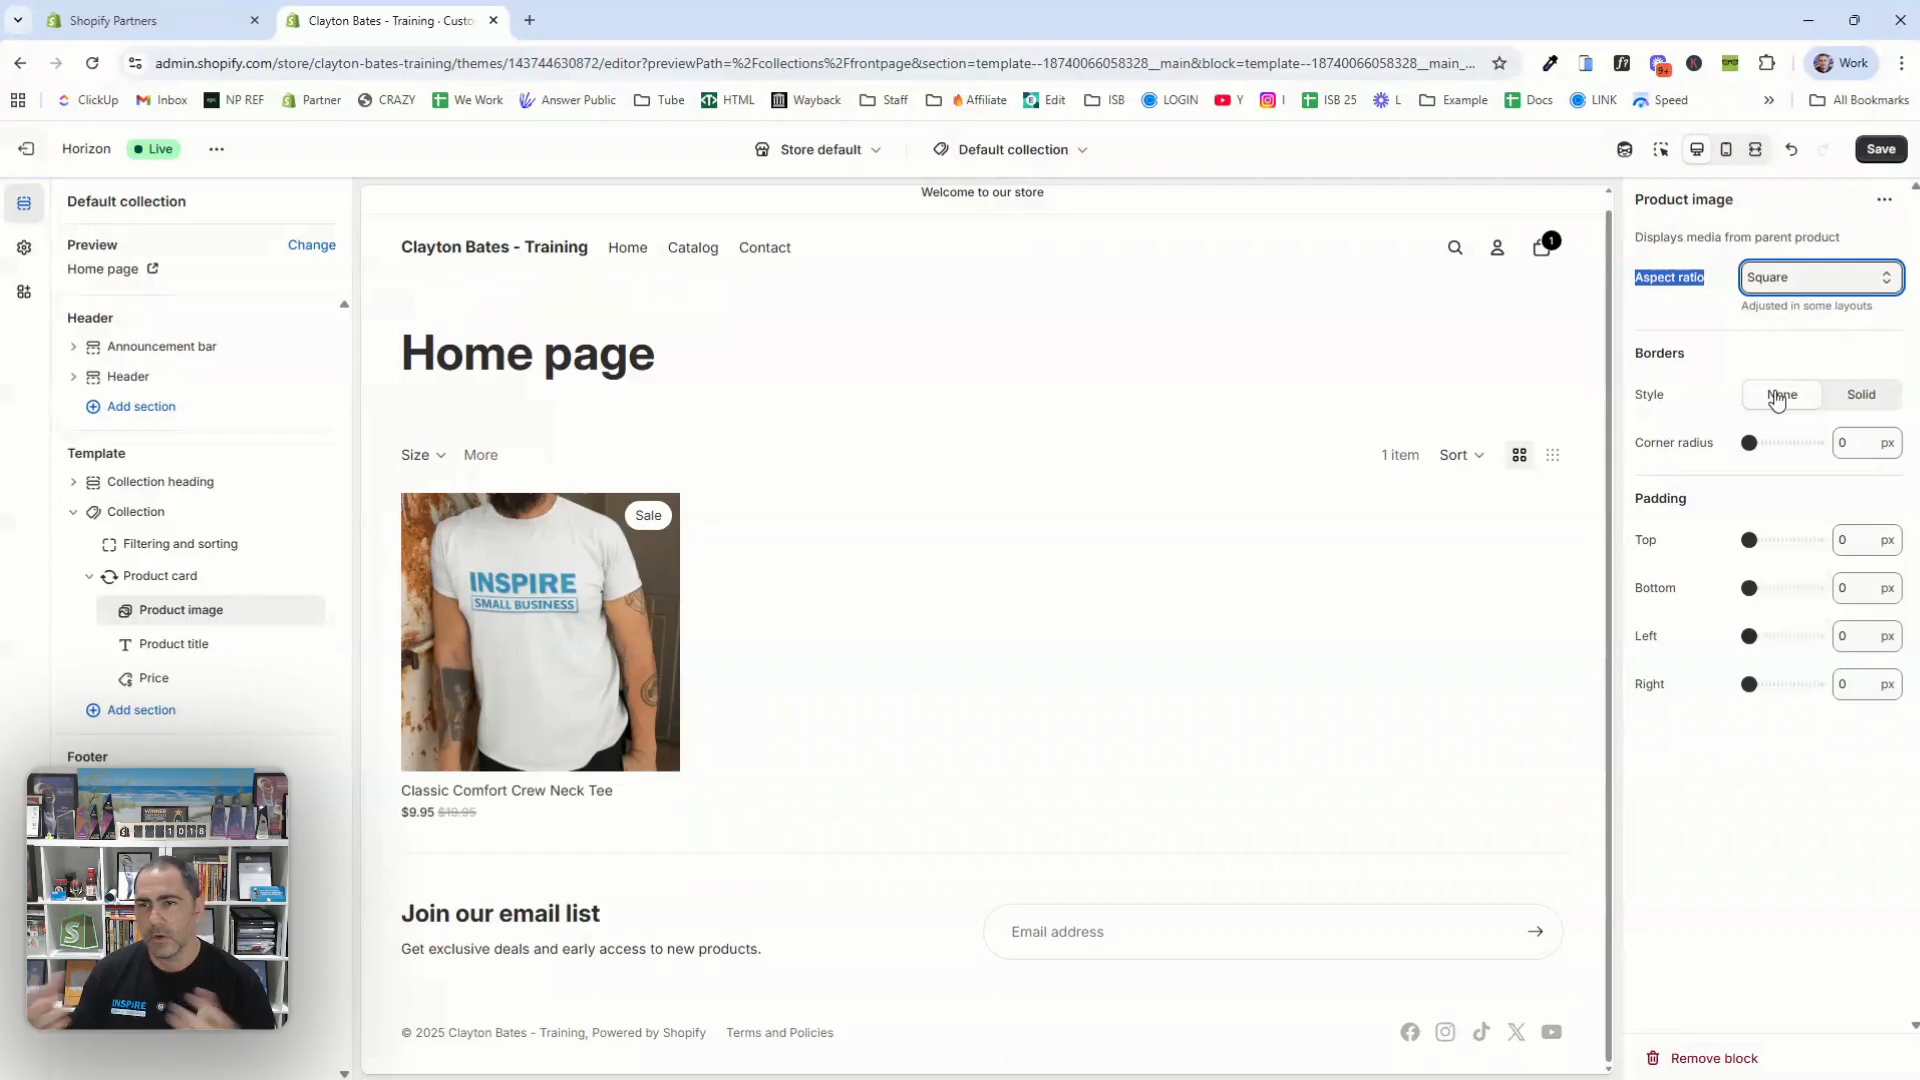 Shopify Partners
Clayton Bates - Training · Custo
admin.shopify.com/store/clayton-bates-training/themes/143744630872/editor?previewPath=%2Fcollections%2Ffrontpage&section=template--18740066058328__main&block=template--18740066058328__main_...
Work
ClickUp
Inbox
NP REF
Partner
CRAZY
We Work
Answer Public
Tube
HTML
Wayback
Staff
Affiliate
Edit
ISB
LOGIN
Y
I
ISB 25
L
Example
Docs
LINK
Speed
All Bookmarks
9+
Horizon
Live
Store default
Default collection
Save
Default collection
Preview
Change
Home page
Header
Announcement bar
Header
Add section
Template
Collection heading
Collection
Filtering and sorting
Product card
Product image
Product title
Price
Add section
Footer
Welcome to our store
Clayton Bates - Training
Home
Catalog
Contact
1
Home page
Size
More
1 item
Sort
Sale
INSPIRE
SMALL BUSINESS
Classic Comfort Crew Neck Tee
$9.95 $19.95
Join our email list
Get exclusive deals and early access to new products.
Email address
© 2025 Clayton Bates - Training, Powered by Shopify
Terms and Policies
Product image
Displays media from parent product
Aspect ratio
Square
Adjusted in some layouts
Borders
Style
None
Solid
Corner radius
0 px
Padding
Top
0 px
Bottom
0 px
Left
0 px
Right
0 px
Remove block
WINNER
1018
INSPIRE